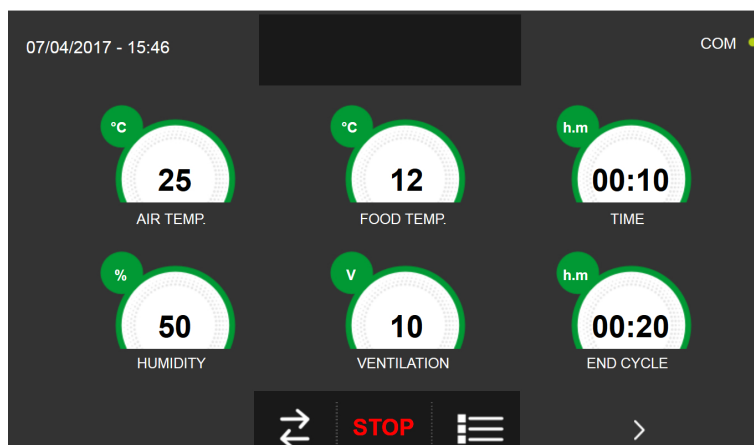 07/04/2017 - 15:46
COM
°C
°C
h.m
25
12
00:10
AIR TEMP.
FOOD TEMP.
TIME
%
V
h.m
50
10
00:20
HUMIDITY
VENTILATION
END CYCLE
STOP